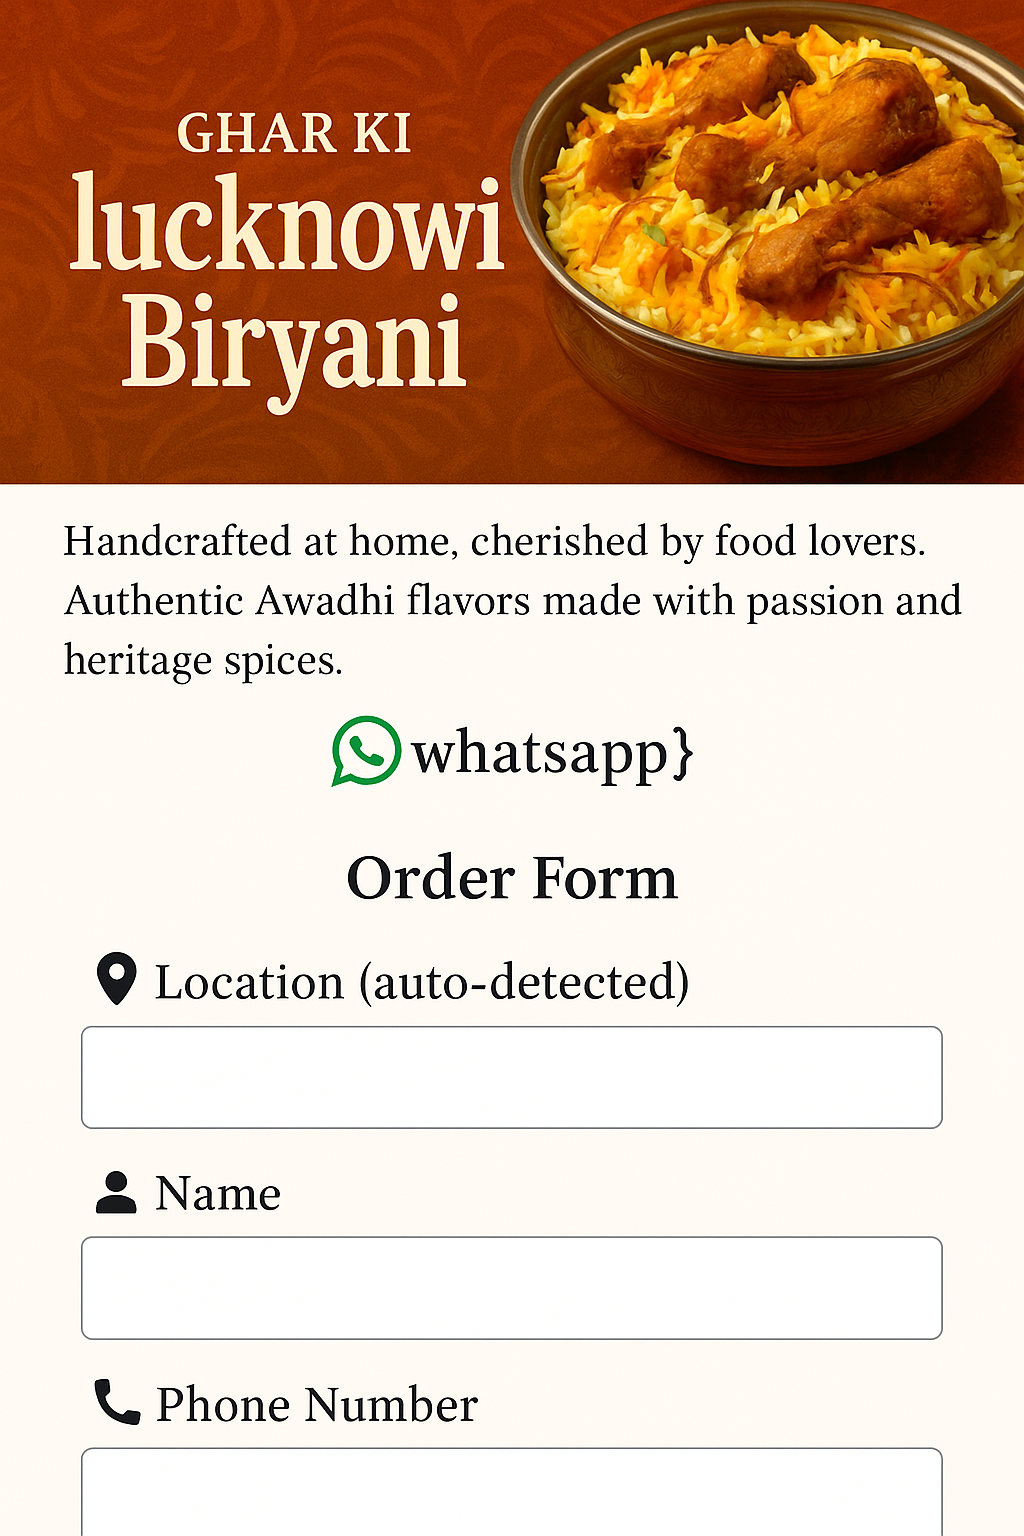 GHAR KI
lucknowi
Biryani
Handcrafted at home, cherished by food lovers.
Authentic Awadhi flavors made with passion and
heritage spices.
whatsapp}
Order Form
Location (auto-detected)
Name
Phone Number